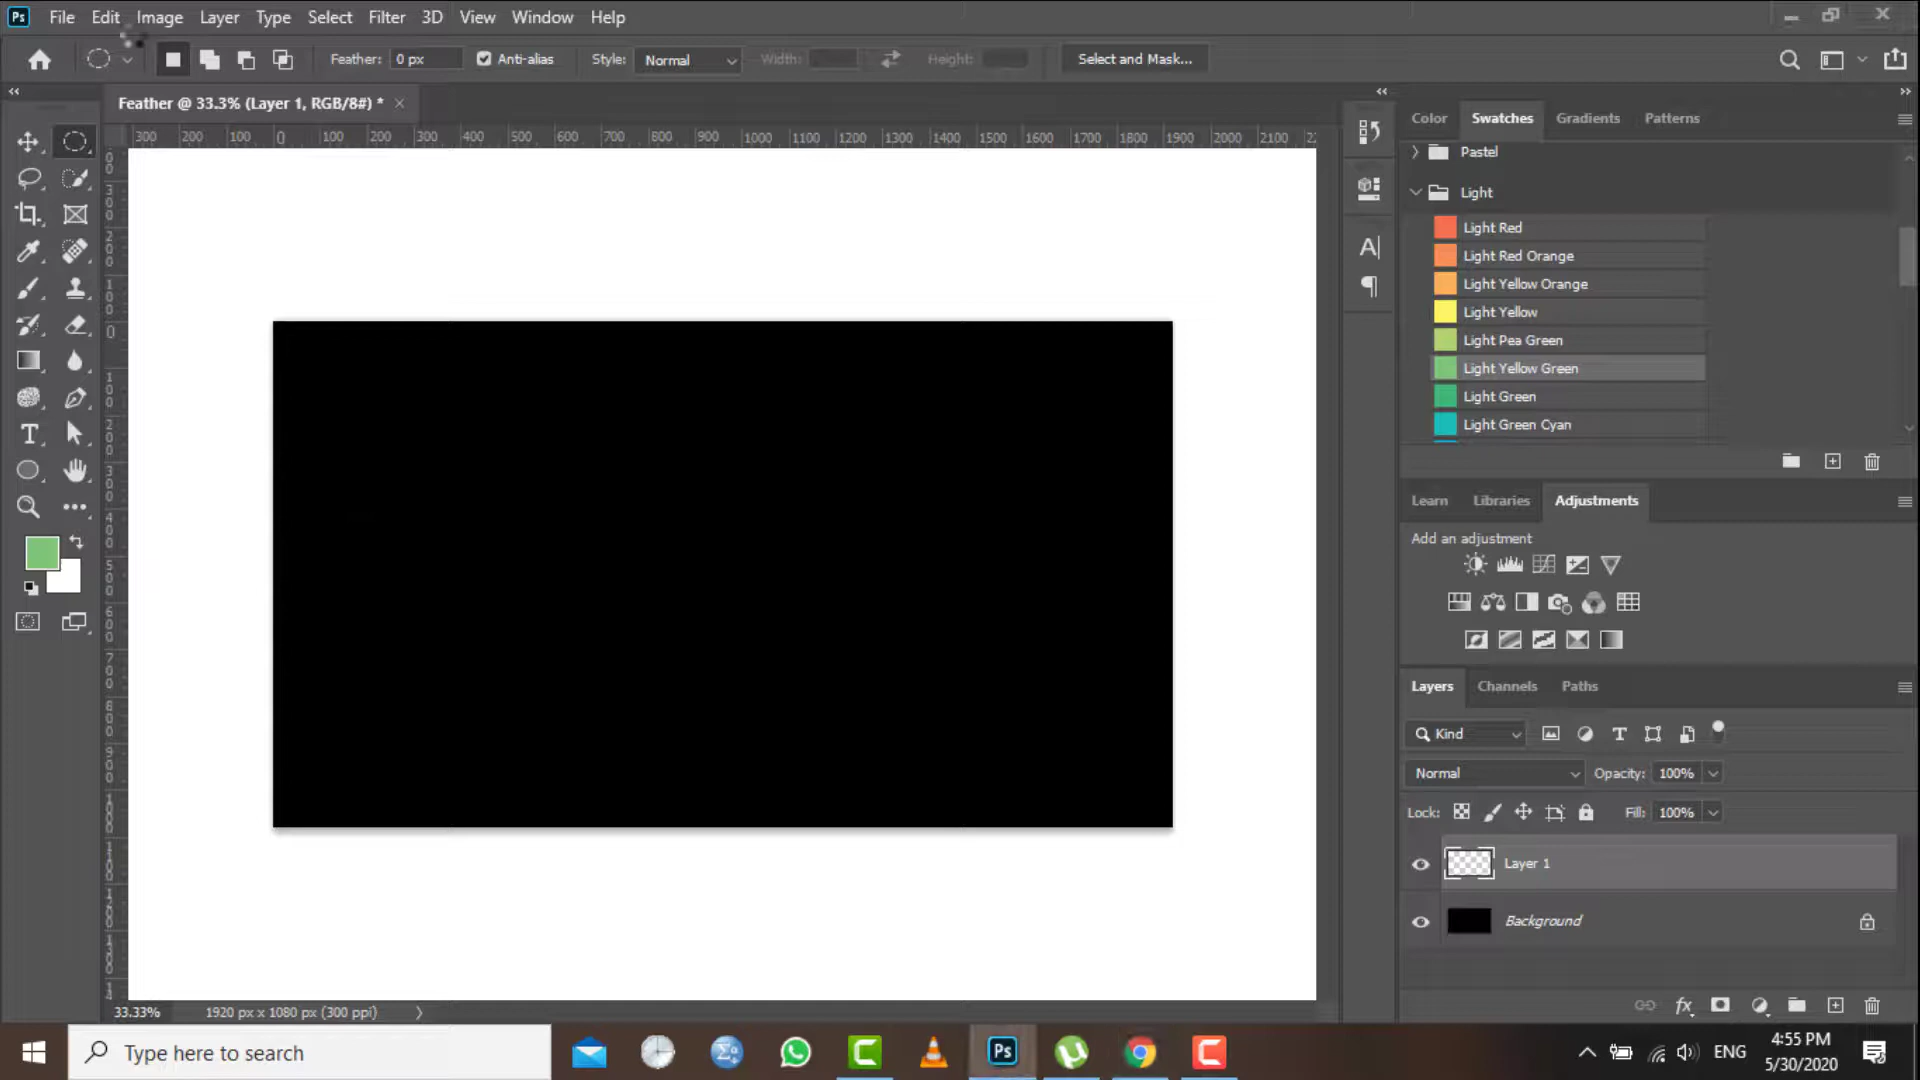 Ps File Edit Image Layer Type Select Filter 3D View Window Help
Feather: 0 px Anti-alias Style: Normal Width: Height: Select and Mask...
Feather @ 33.3% (Layer 1, RGB/8#) *
300 200 100 0 100 200 300 400 500 600 700 800 900 1000 1100 1200 1300 1400 1500 1600 1700 1800 1900 2000 2100
Color Swatches Gradients Patterns
Pastel
Light
Light Red
Light Red Orange
Light Yellow Orange
Light Yellow
Light Pea Green
Light Yellow Green
Light Green
Light Green Cyan
Learn Libraries Adjustments
Add an adjustment
Layers Channels Paths
Kind
Normal Opacity: 100%
Lock: Fill: 100%
Layer 1
Background
33.33% 1920 px x 1080 px (300 ppi)
Type here to search
Ps
ENG
4:55 PM
5/30/2020